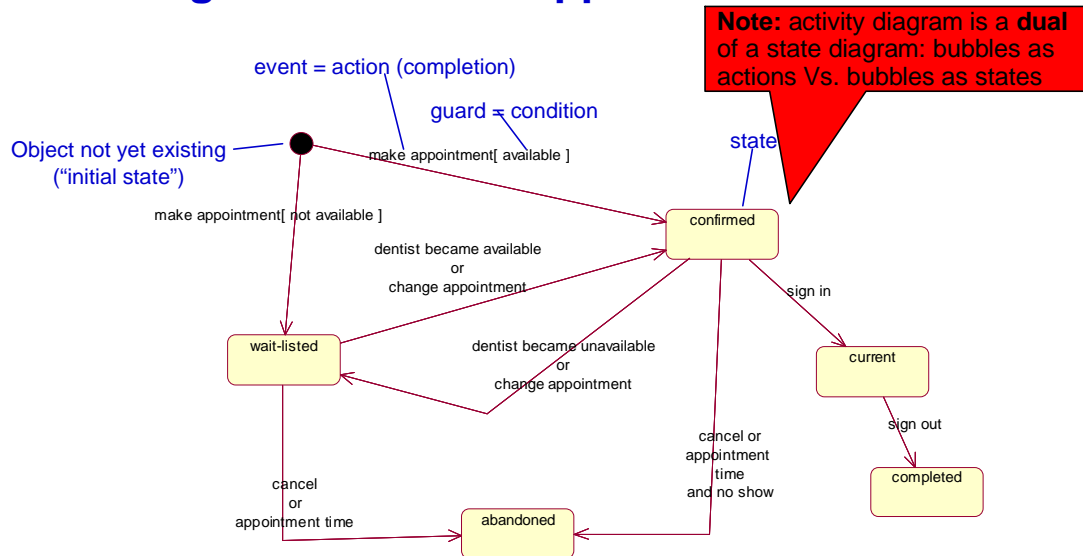 Note: activity diagram is a dual
of a state diagram: bubbles as
actions Vs. bubbles as states
event = action (completion)
guard = condition
Object not yet existing
(“initial state”)
make appointment[ available ]
state
make appointment[ not available ]
confirmed
dentist became available
or
change appointment
sign in
wait-listed
dentist became unavailable
or
change appointment
current
sign out
cancel or
appointment
time
and no show
completed
cancel
or
appointment time
abandoned